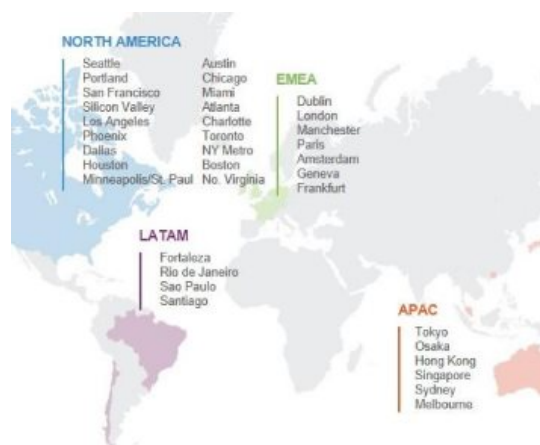 NORTH AMERICA
Seattle
Portland
San Francisco
Silicon Valley
Los Angeles
Phoenix
Dallas
Houston
Minneapolis/St. Paul
Austin
Chicago
Miami
Atlanta
Charlotte
Toronto
NY Metro
Boston
No. Virginia
EMEA
Dublin
London
Manchester
Paris
Amsterdam
Geneva
Frankfurt
LATAM
Fortaleza
Rio de Janeiro
Sao Paulo
Santiago
APAC
Tokyo
Osaka
Hong Kong
Singapore
Sydney
Melbourne